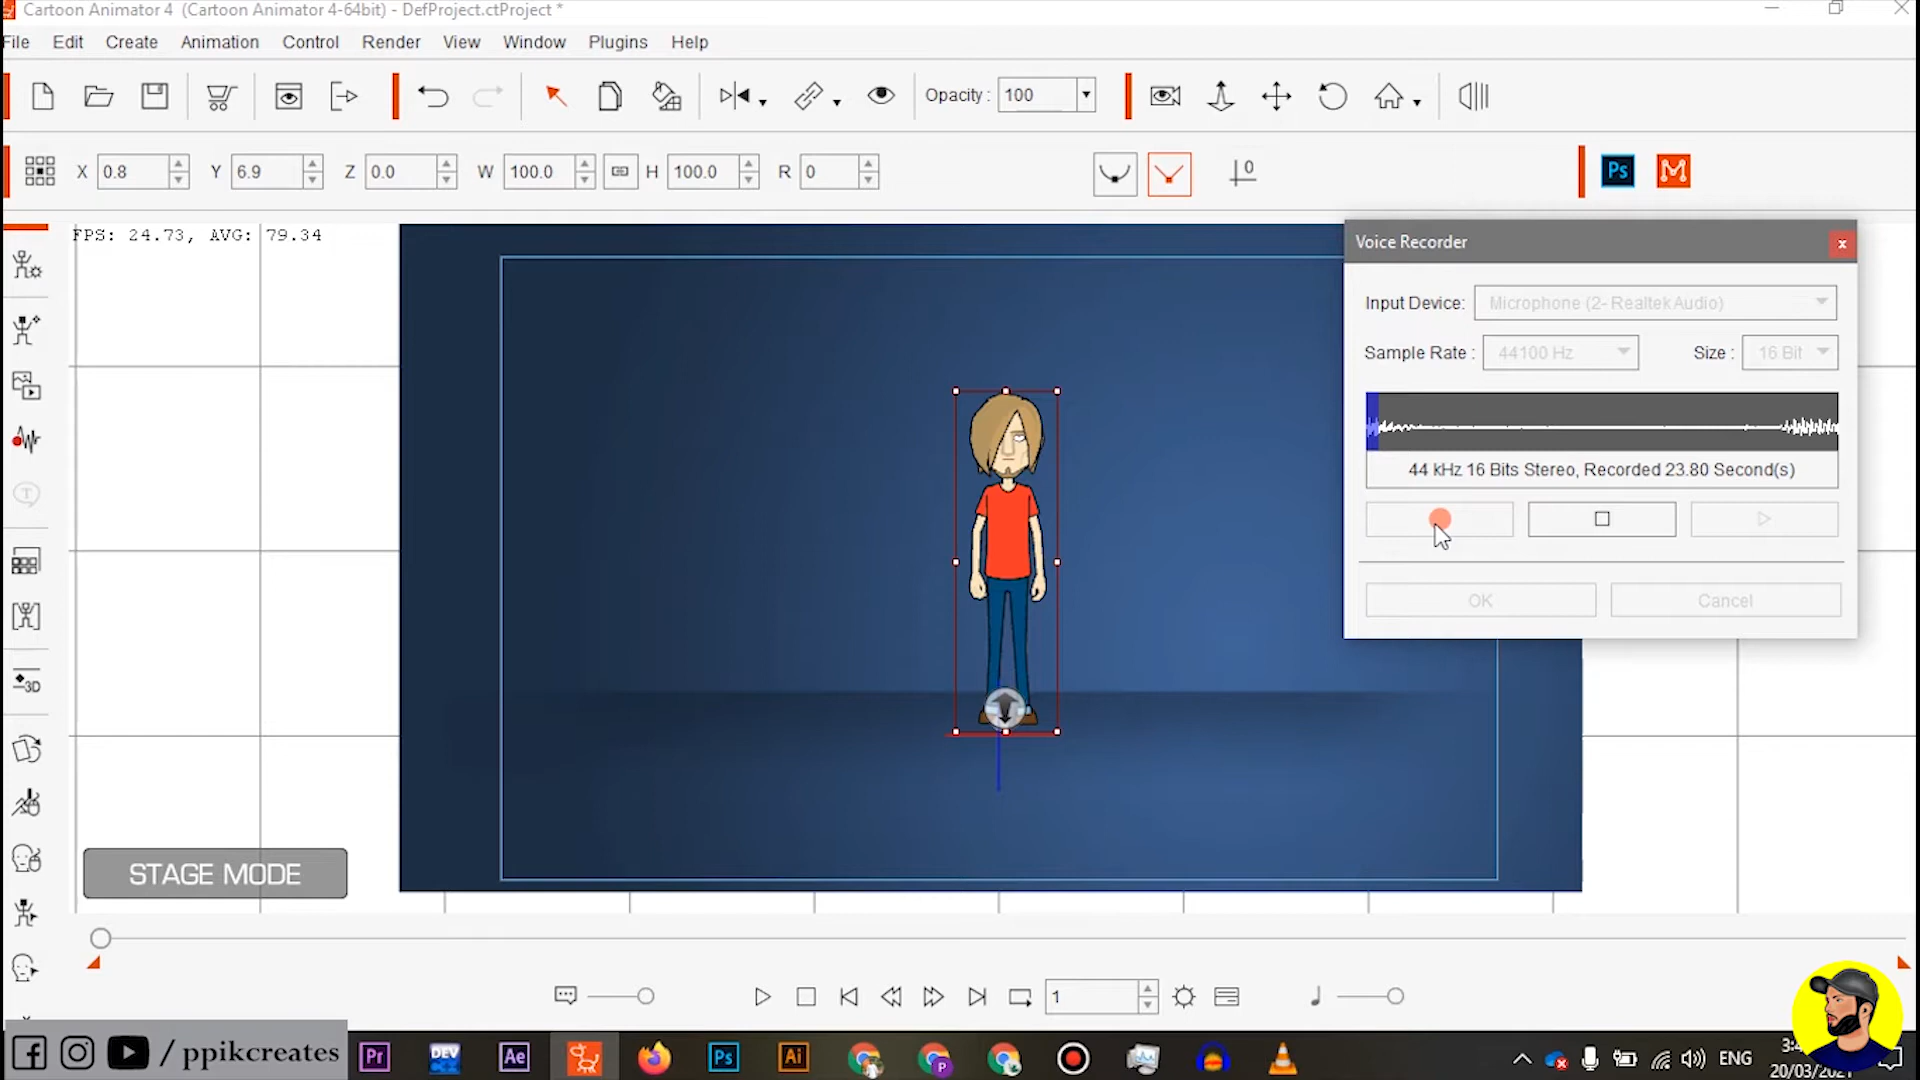 Cartoon Animator 4 (Cartoon Animator 4-64bit) - DefProject.ctProject *
File Edit Create Animation Control Render View Window Plugins Help
Opacity : 100
X 0.8 Y 6.9 Z 0.0 W 100.0 H 100.0 R 0
0
Ps
FPS: 24.73, AVG: 79.34
Voice Recorder
x
Input Device: Microphone (2- Realtek Audio)
Sample Rate : 44100 Hz Size : 16 Bit
44 kHz 16 Bits Stereo, Recorded 23.80 Second(s)
OK Cancel
T
3D
STAGE MODE
1
/ ppikcreates
Pr DEV Ae Ps Ai P
ENG
20/03/2021